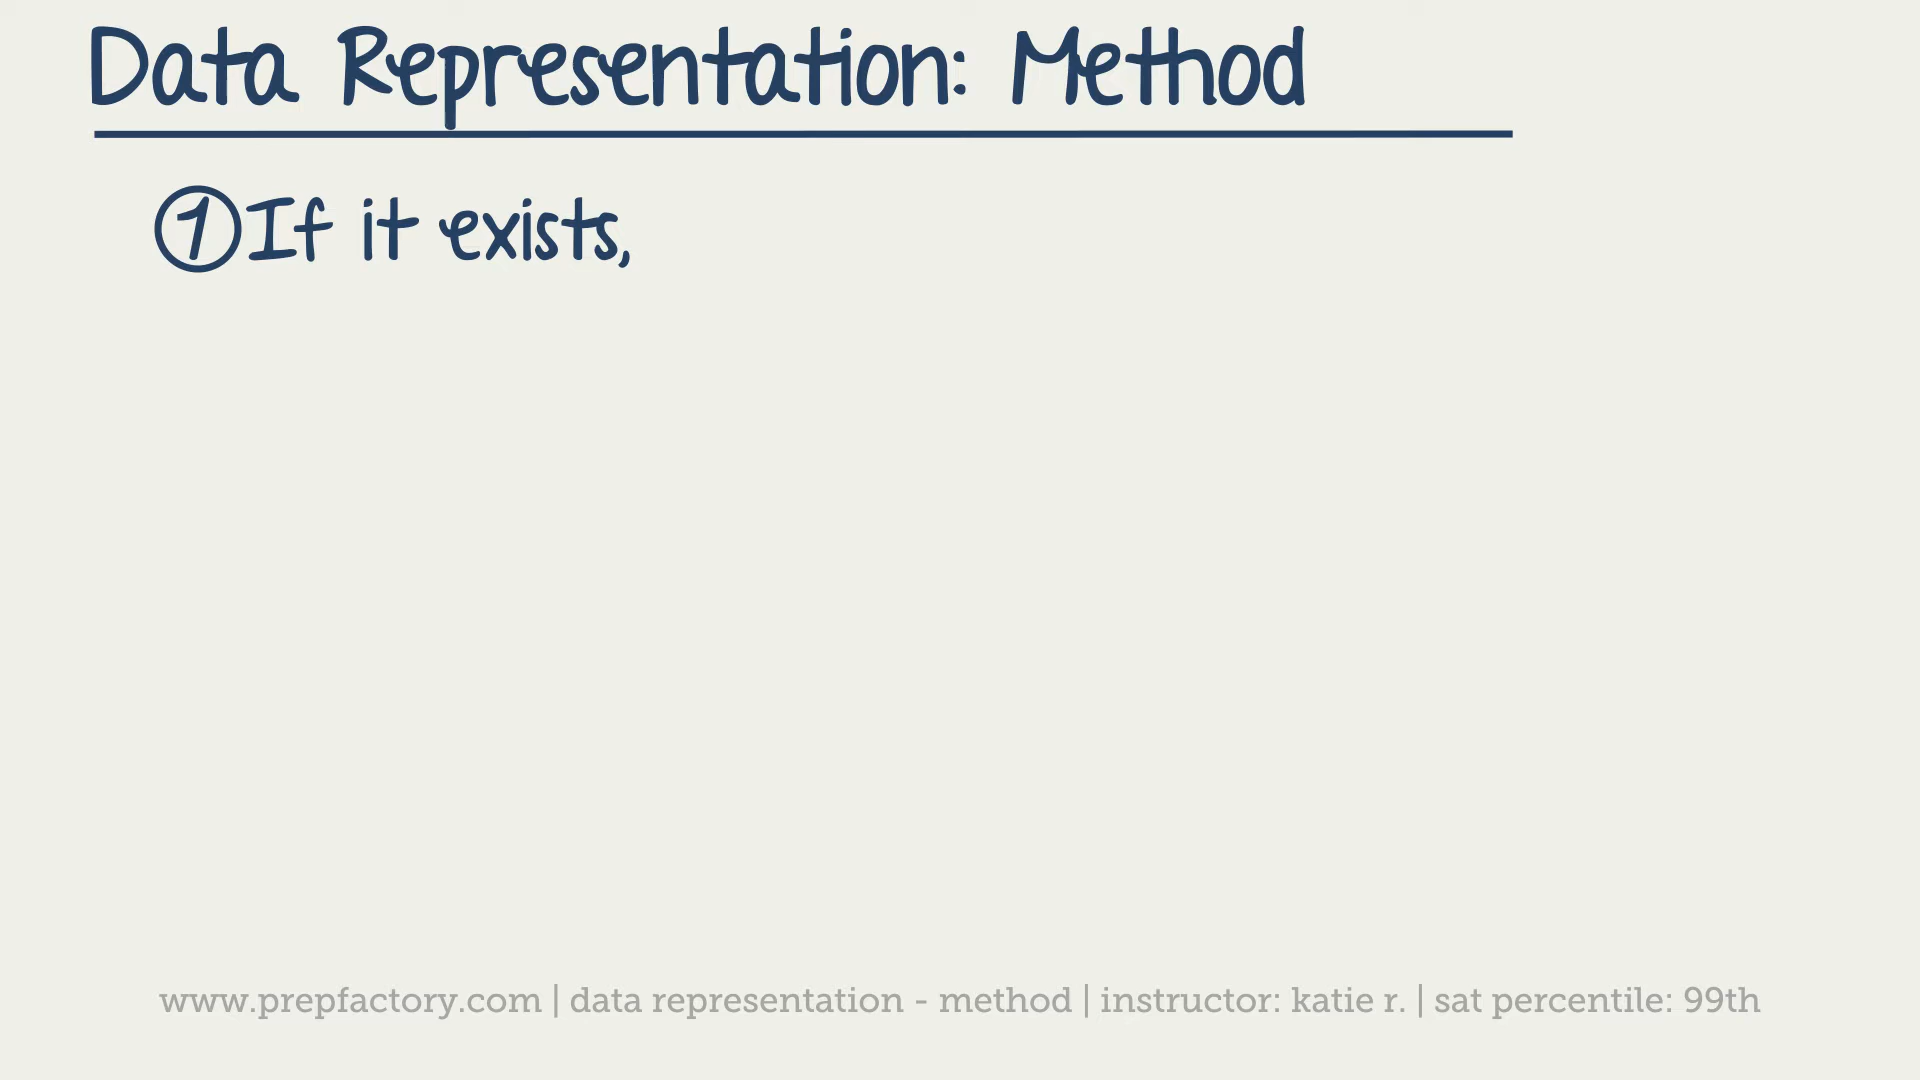 Data Representation: Method
①If it exists,
www.prepfactory.com | data representation - method | instructor: katie r. | sat percentile: 99th